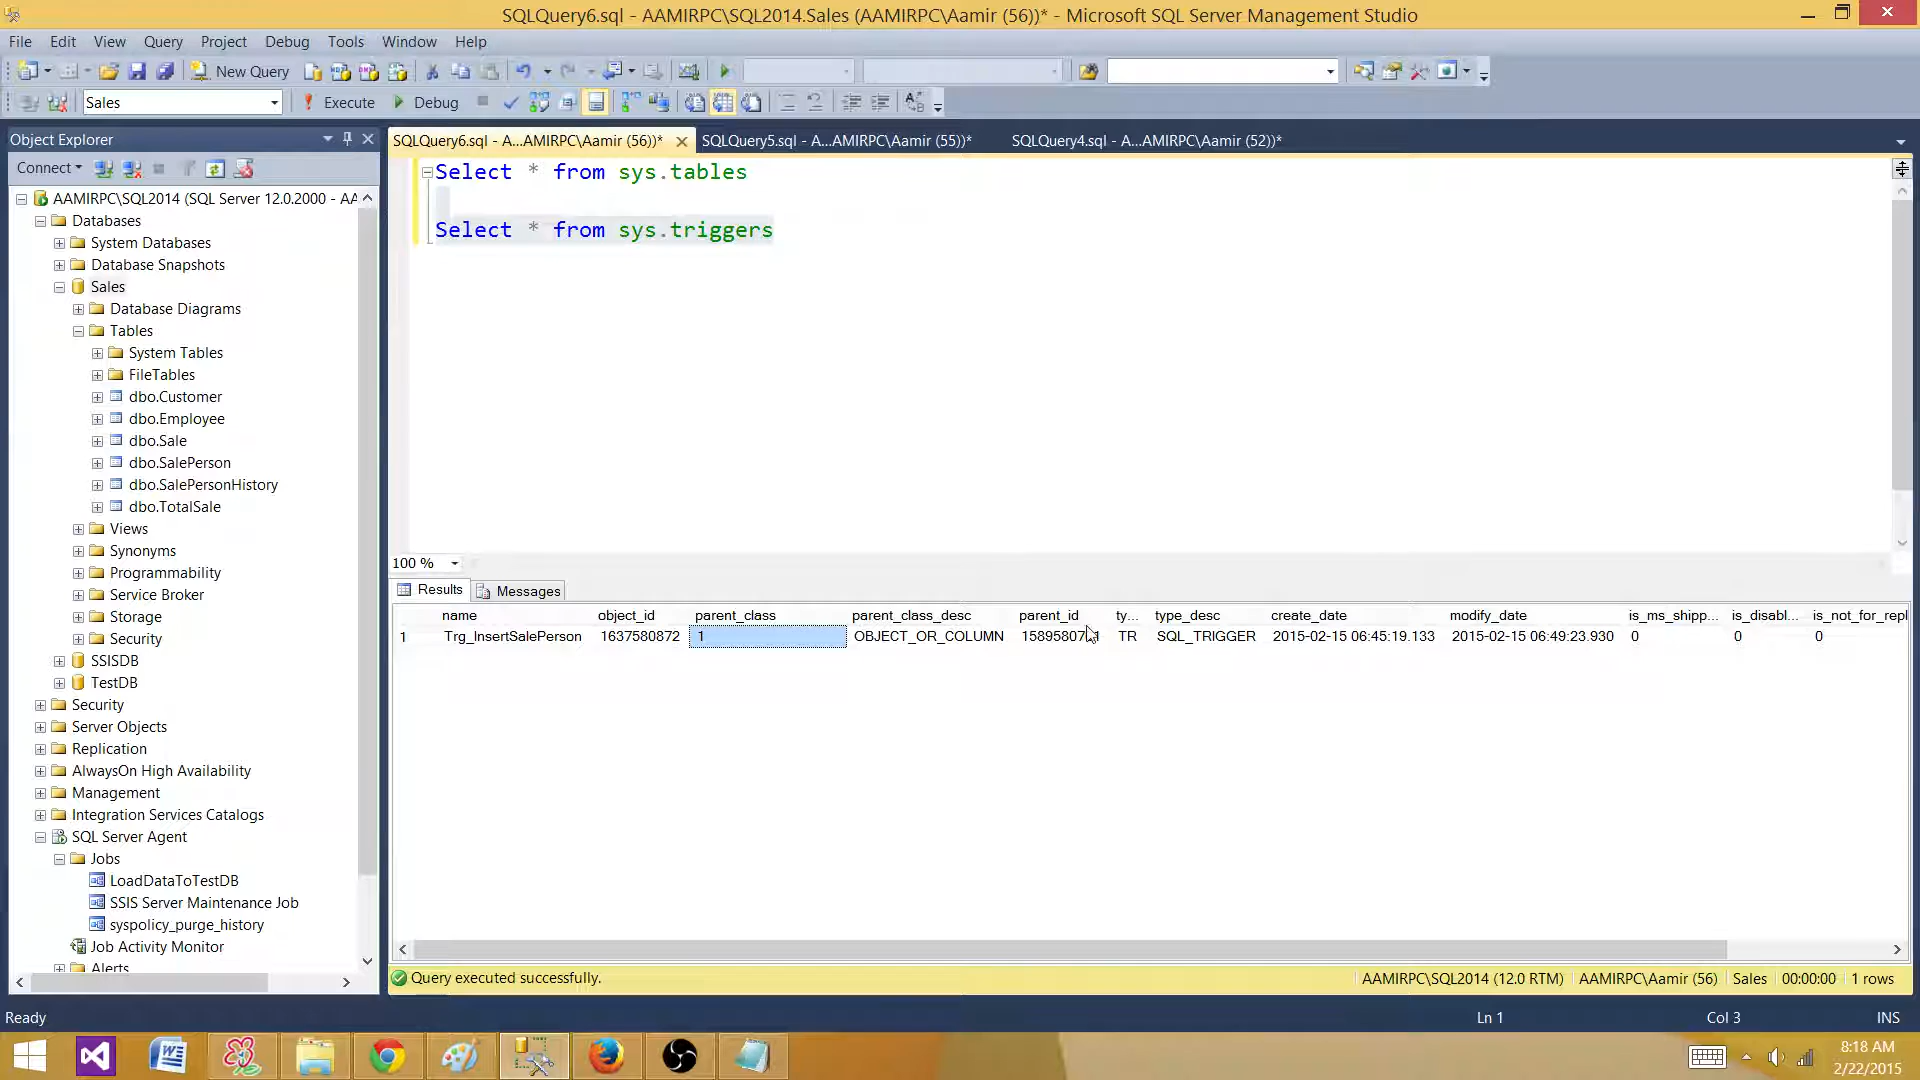 SQLQuery6.sql - AAMIRPC\SQL2014.Sales (AAMIRPC\Aamir (56))* - Microsoft SQL Server Management Studio
File Edit View Query Project Debug Tools Window Help
New Query
Sales Execute Debug
Object Explorer
SQLQuery6.sql - A...AMIRPC\Aamir (56))* SQLQuery5.sql - A...AMIRPC\Aamir (55))* SQLQuery4.sql - A...AMIRPC\Aamir (52))*
Connect
AAMIRPC\SQL2014 (SQL Server 12.0.2000 - AA
Databases
System Databases
Database Snapshots
Sales
Database Diagrams
Tables
System Tables
FileTables
dbo.Customer
dbo.Employee
dbo.Sale
dbo.SalePerson
dbo.SalePersonHistory
dbo.TotalSale
Views
Synonyms
Programmability
Service Broker
Storage
Security
SSISDB
TestDB
Security
Server Objects
Replication
AlwaysOn High Availability
Management
Integration Services Catalogs
SQL Server Agent
Jobs
LoadDataToTestDB
SSIS Server Maintenance Job
syspolicy_purge_history
Job Activity Monitor
Alerts
Select * from sys.tables
Select * from sys.triggers
100 %
Results Messages
name object_id parent_class parent_class_desc parent_id ty... type_desc create_date modify_date is_ms_shipp... is_disabl... is_not_for_repl
1 Trg_InsertSalePerson 1637580872 1 OBJECT_OR_COLUMN TR SQL_TRIGGER 2015-02-15 06:45:19.133 2015-02-15 06:49:23.930 0 0 0
Query executed successfully. AAMIRPC\SQL2014 (12.0 RTM) AAMIRPC\Aamir (56) Sales 00:00:00 1 rows
Ready Ln 1 Col 3 INS
8:18 AM
2/22/2015